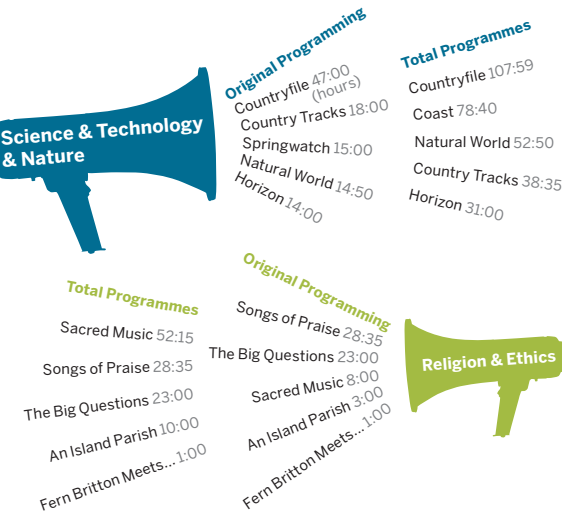 Science & Technology
& Nature
Original Programming
Countryfile 47:00
(hours)
Country Tracks 18:00
Springwatch 15:00
Natural World 14:50
Horizon 14:00
Total Programmes
Countryfile 107:59
Coast 78:40
Natural World 52:50
Country Tracks 38:35
Horizon 31:00
Total Programmes
Sacred Music 52:15
Songs of Praise 28:35
The Big Questions 23:00
An Island Parish 10:00
Fern Britton Meets... 1:00
Original Programming
Songs of Praise 28:35
The Big Questions 23:00
Sacred Music 8:00
An Island Parish 3:00
Fern Britton Meets... 1:00
Religion & Ethics